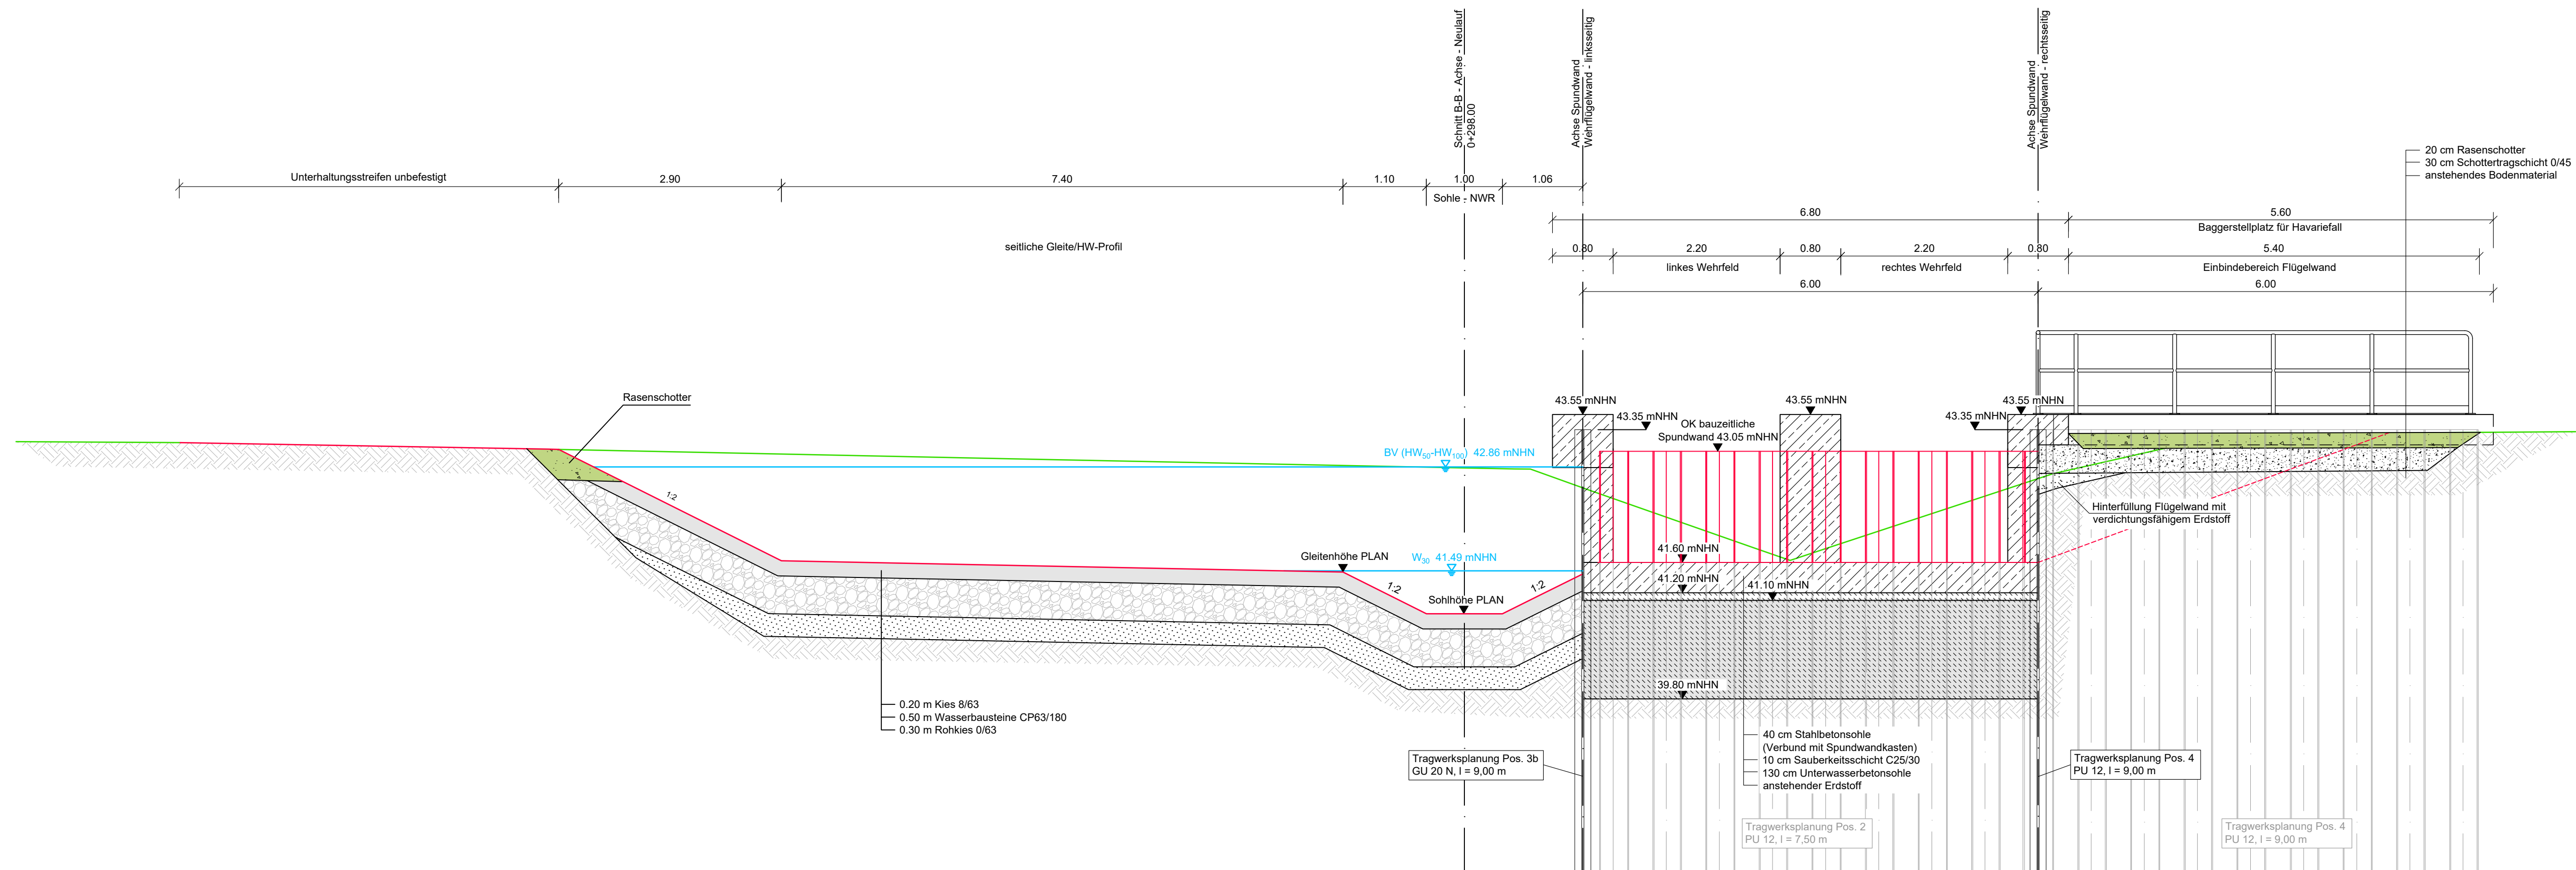 Schnitt B-B - Achse - Neulauf
0+298.00
Achse Spundwand
Wehrflügelwand - linksseitig
Achse Spundwand
Wehrflügelwand - rechtsseitig
20 cm Rasenschotter
30 cm Schottertragschicht 0/45
anstehendes Bodenmaterial
Unterhaltungsstreifen unbefestigt
2.90
7.40
1.10
1.00
1.06
Sohle - NWR
6.80
5.60
Baggerstellplatz für Havariefall
seitliche Gleite/HW-Profil
0.80
2.20
0.80
2.20
0.80
5.40
linkes Wehrfeld
rechtes Wehrfeld
Einbindebereich Flügelwand
6.00
6.00
Rasenschotter
43.55 mNHN
43.55 mNHN
43.55 mNHN
43.35 mNHN
43.35 mNHN
OK bauzeitliche
Spundwand 43.05 mNHN
BV (HW50-HW100) 42.86 mNHN
1:2
Hinterfüllung Flügelwand mit
verdichtungsfähigem Erdstoff
Gleitenhöhe PLAN
W30 41.49 mNHN
41.60 mNHN
41.20 mNHN
41.10 mNHN
1:2
1:2
Sohlhöhe PLAN
39.80 mNHN
0.20 m Kies 8/63
0.50 m Wasserbausteine CP63/180
0.30 m Rohkies 0/63
40 cm Stahlbetonsohle
(Verbund mit Spundwandkasten)
10 cm Sauberkeitsschicht C25/30
130 cm Unterwasserbetonsohle
anstehender Erdstoff
Tragwerksplanung Pos. 3b
GU 20 N, l = 9,00 m
Tragwerksplanung Pos. 4
PU 12, l = 9,00 m
Tragwerksplanung Pos. 2
PU 12, l = 7,50 m
Tragwerksplanung Pos. 4
PU 12, l = 9,00 m